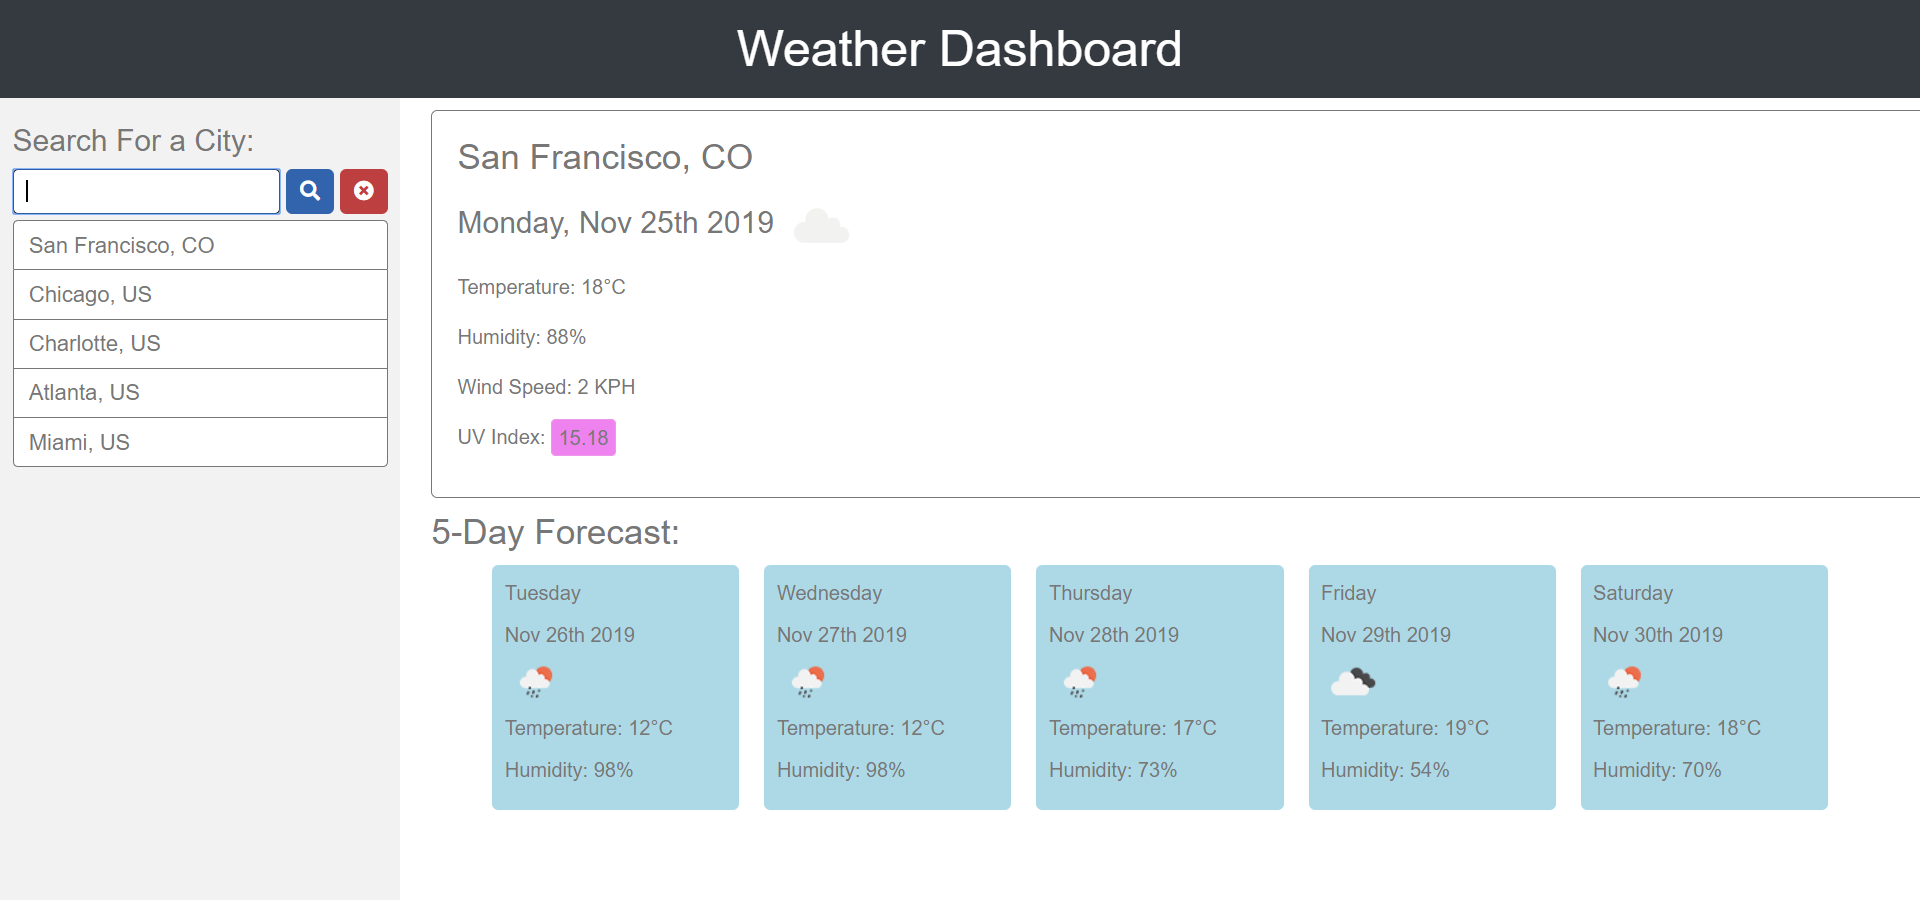 Weather Dashboard
Search For a City:
San Francisco, CO
Chicago, US
Charlotte, US
Atlanta, US
Miami, US
San Francisco, CO
Monday, Nov 25th 2019
Temperature: 18°C
Humidity: 88%
Wind Speed: 2 KPH
UV Index: 15.18
5-Day Forecast:
Tuesday
Nov 26th 2019
Temperature: 12°C
Humidity: 98%
Wednesday
Nov 27th 2019
Temperature: 12°C
Humidity: 98%
Thursday
Nov 28th 2019
Temperature: 17°C
Humidity: 73%
Friday
Nov 29th 2019
Temperature: 19°C
Humidity: 54%
Saturday
Nov 30th 2019
Temperature: 18°C
Humidity: 70%